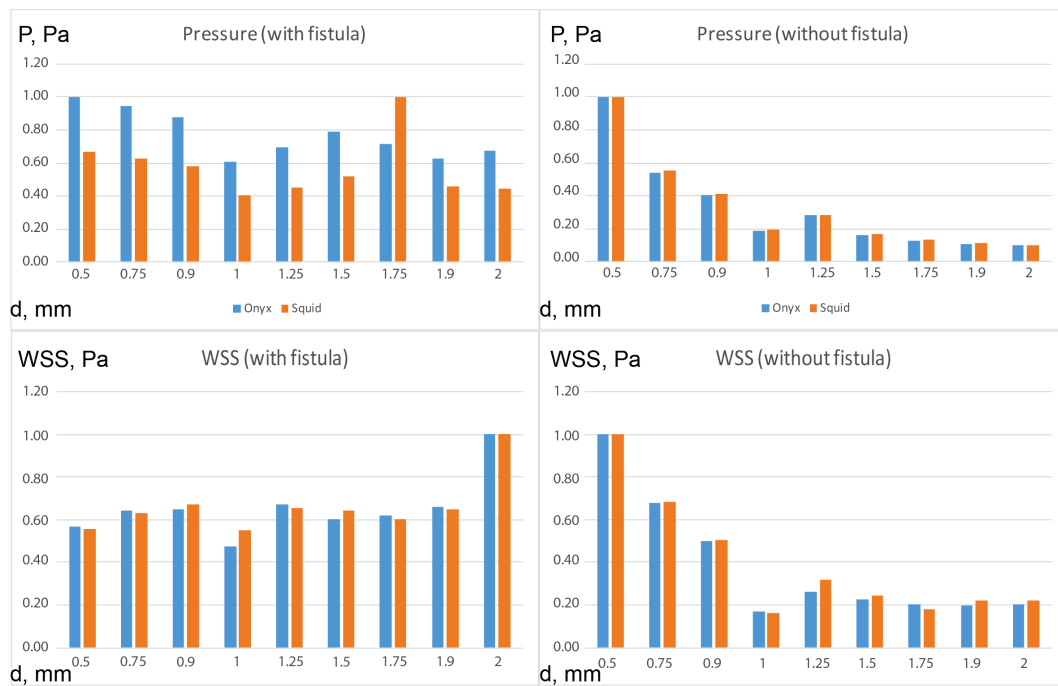 P, Pa
Pressure (with fistula)
1.20
1.00
0.80
0.60
0.40
0.20
0.00
0.5 0.75 0.9 1 1.25 1.5 1.75 1.9 2
d, mm
Onyx Squid
P, Pa
Pressure (without fistula)
1.20
1.00
0.80
0.60
0.40
0.20
0.00
0.5 0.75 0.9 1 1.25 1.5 1.75 1.9 2
d, mm
Onyx Squid
WSS, Pa
WSS (with fistula)
1.20
1.00
0.80
0.60
0.40
0.20
0.00
0.5 0.75 0.9 1 1.25 1.5 1.75 1.9 2
d, mm
WSS, Pa
WSS (without fistula)
1.20
1.00
0.80
0.60
0.40
0.20
0.00
0.5 0.75 0.9 1 1.25 1.5 1.75 1.9 2
d, mm